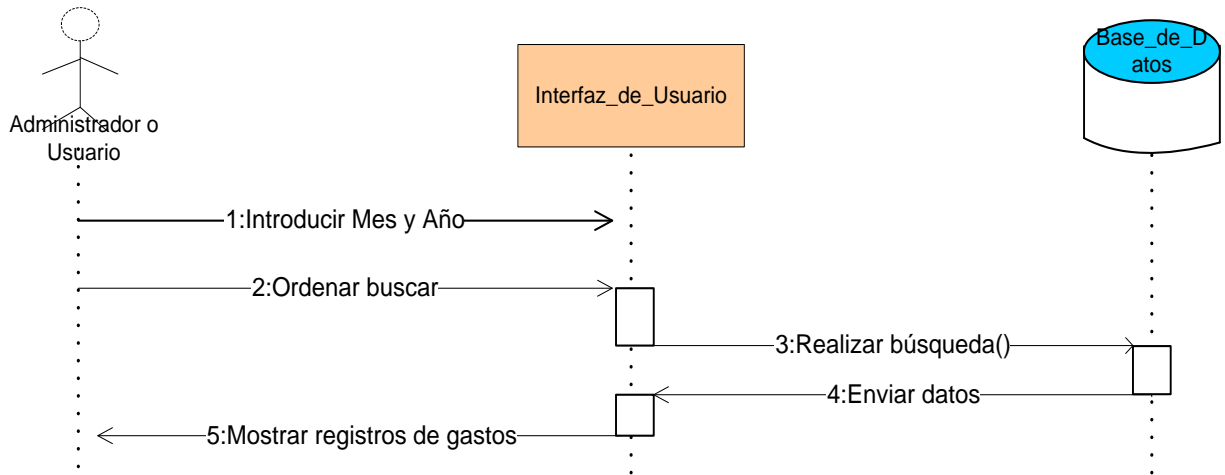 Administrador o
Usuario
Interfaz_de_Usuario
Base_de_D
atos
1:Introducir Mes y Año
2:Ordenar buscar
3:Realizar búsqueda()
4:Enviar datos
5:Mostrar registros de gastos